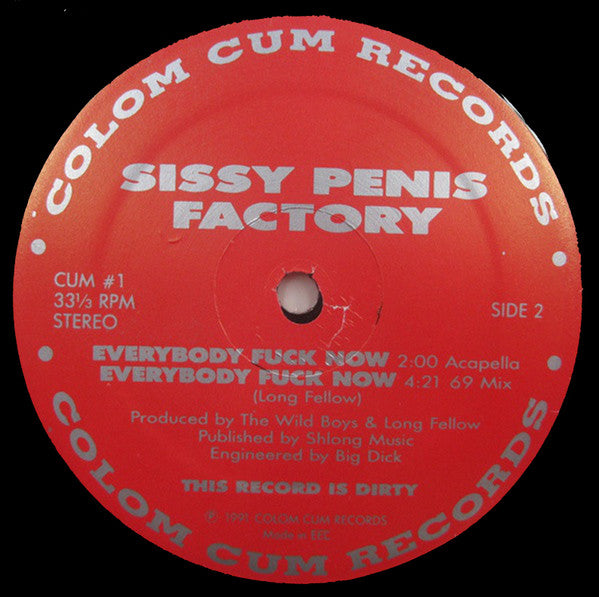 COLOM CUM RECORDS
SISSY PENIS
FACTORY
CUM #1
33⅓ RPM
STEREO
SIDE 2
EVERYBODY FUCK NOW 2:00 Acapella
EVERYBODY FUCK NOW 4:21 69 Mix
(Long Fellow)
Produced by The Wild Boys & Long Fellow
Published by Shlong Music
Engineered by Big Dick
THIS RECORD IS DIRTY
℗ 1991 COLOM CUM RECORDS
Made in EEC
COLOM CUM RECORDS